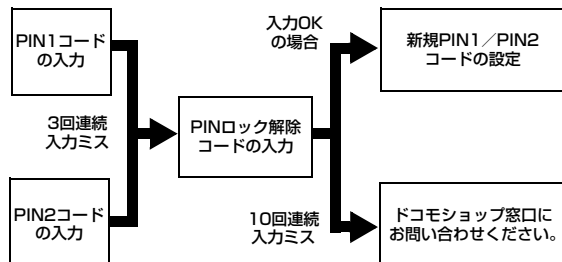 PIN1コード
の入力
3回連続
入力ミス
PIN2コード
の入力
PINロック解除
コードの入力
入力OK
の場合
新規PIN1／PIN2
コードの設定
10回連続
入力ミス
ドコモショップ窓口に
お問い合わせください。